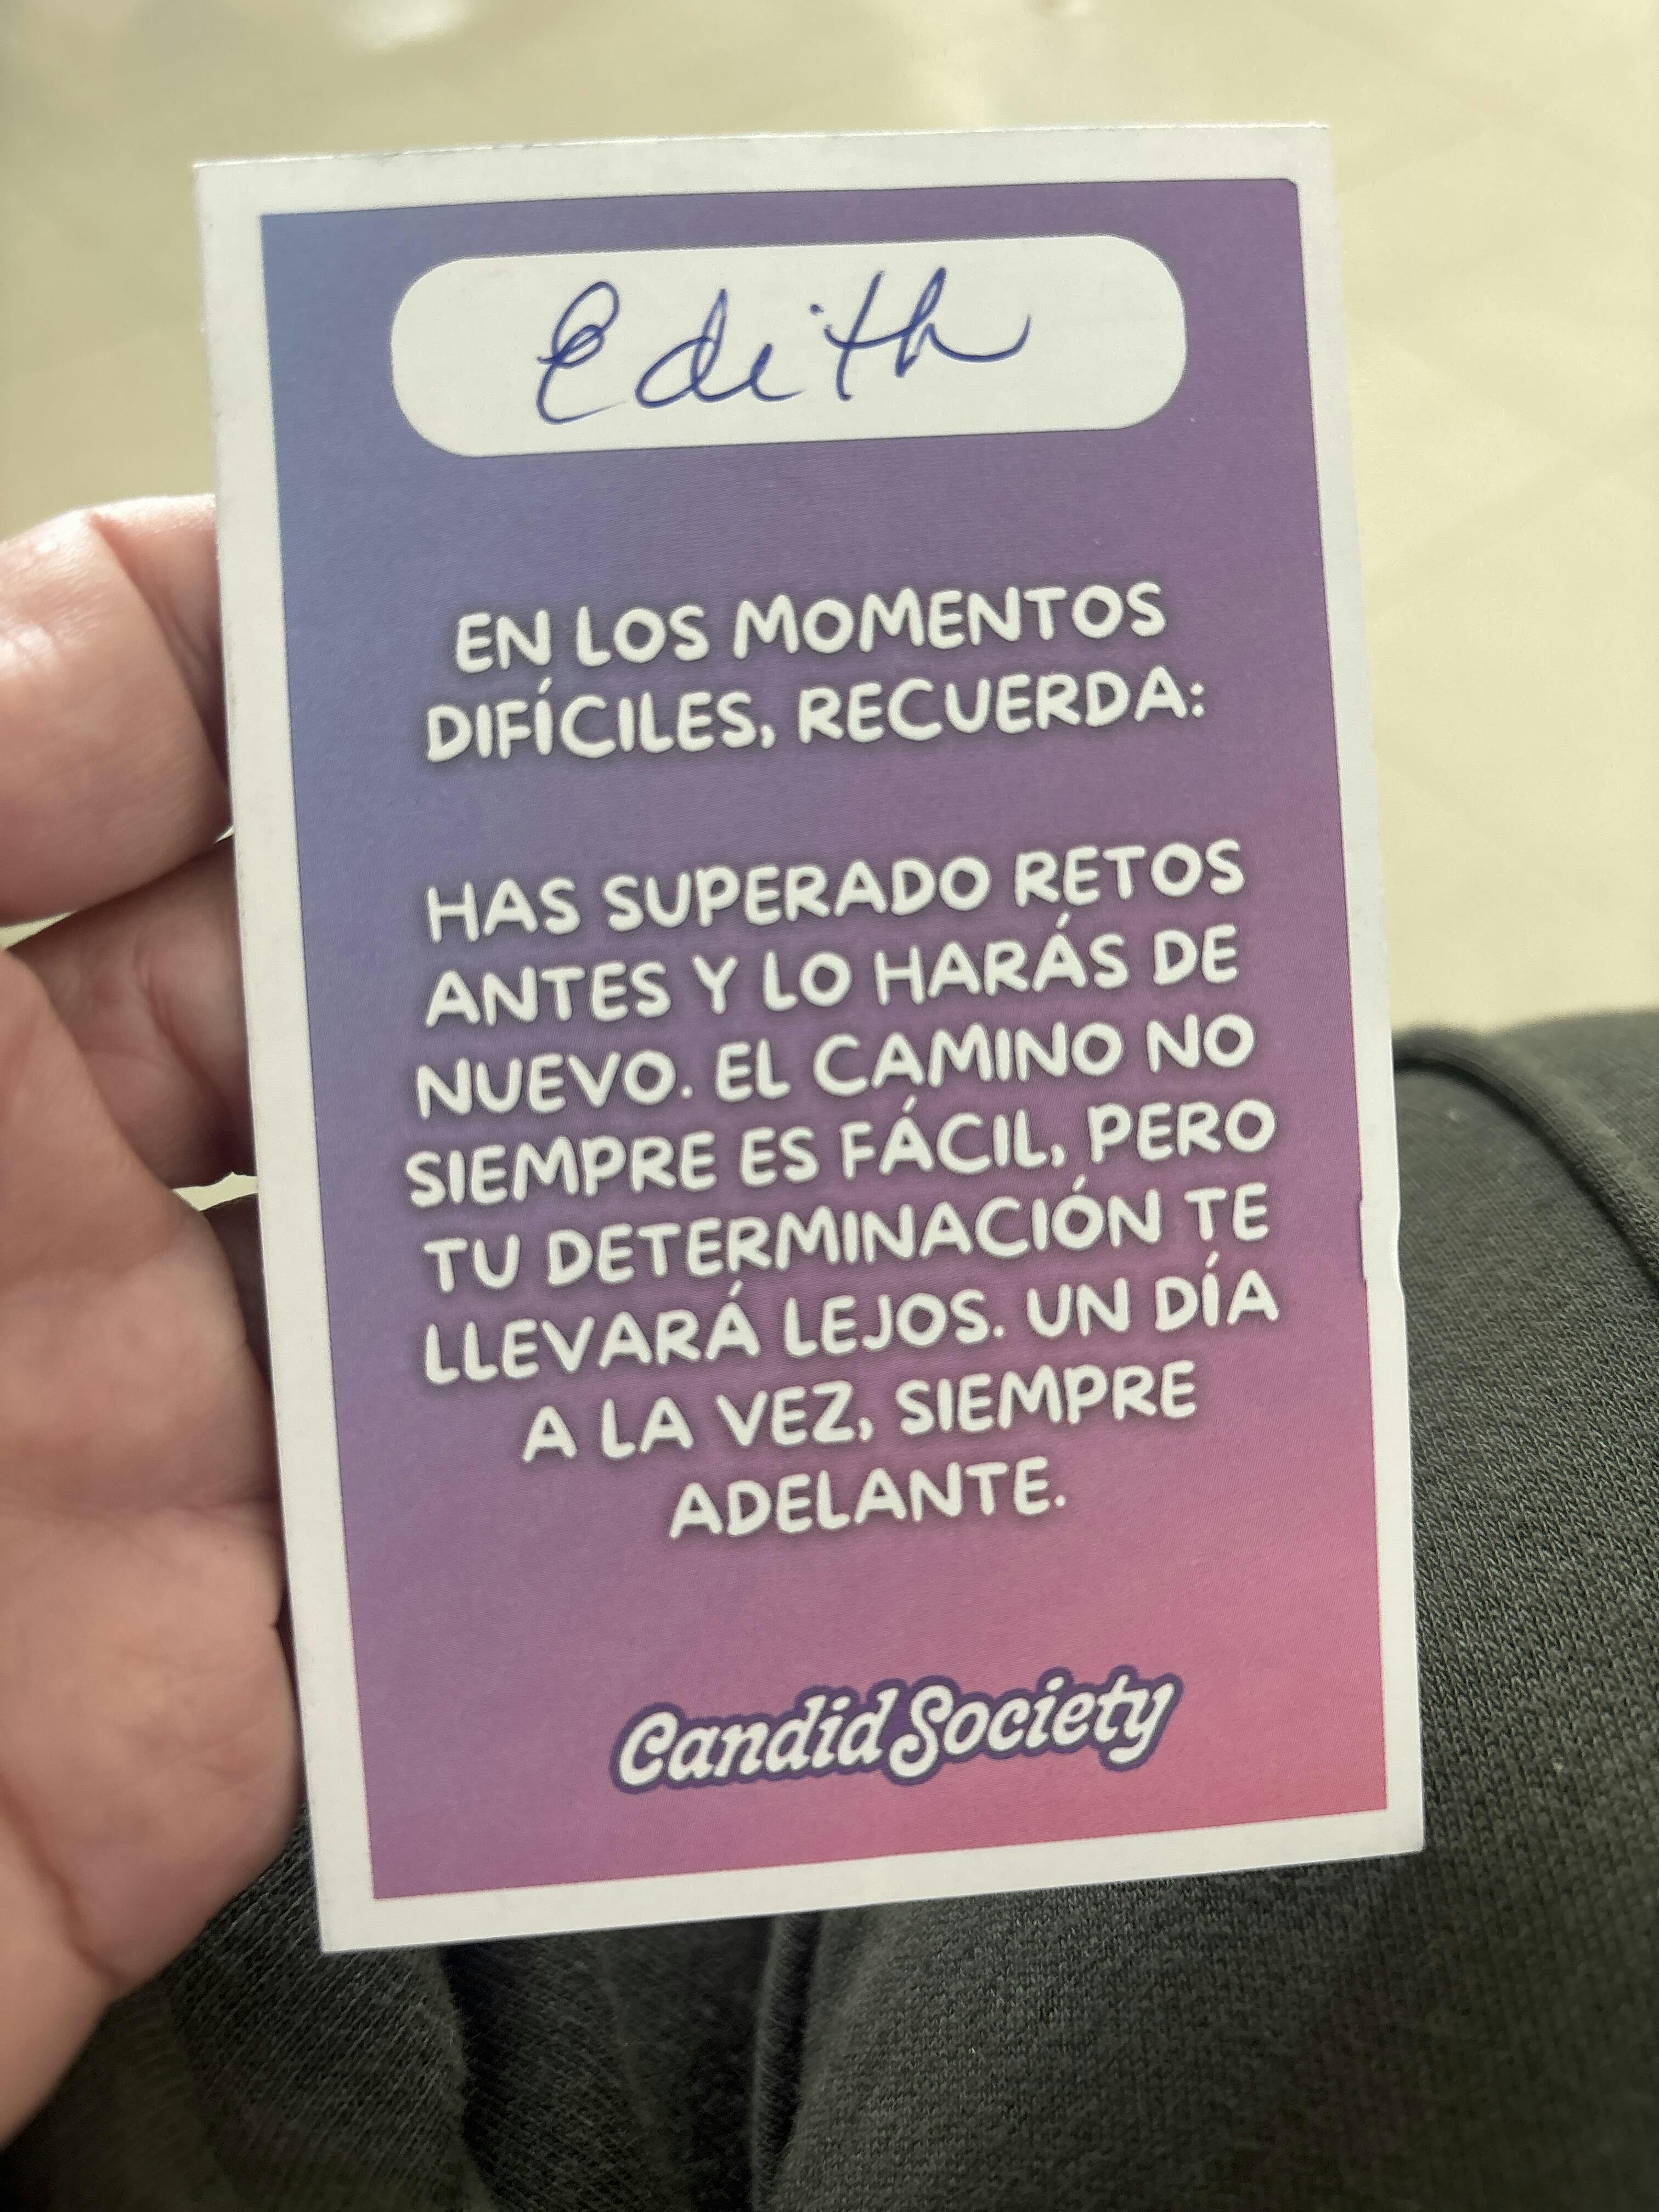 Edith
EN LOS MOMENTOS
DIFÍCILES, RECUERDA:
HAS SUPERADO RETOS
ANTES Y LO HARÁS DE
NUEVO. EL CAMINO NO
SIEMPRE ES FÁCIL, PERO
TU DETERMINACIÓN TE
LLEVARÁ LEJOS. UN DÍA
A LA VEZ, SIEMPRE
ADELANTE.
Candid Society